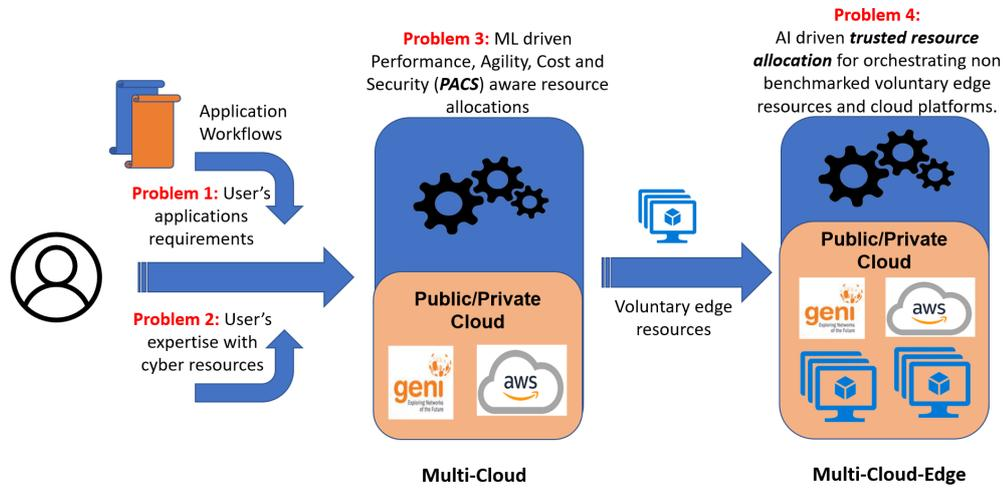 Application
Workflows
Problem 1: User's
applications
requirements
Problem 2: User's
expertise with
cyber resources
Problem 3: ML driven
Performance, Agility, Cost and
Security (PACS) aware resource
allocations
Public/Private
Cloud
geni
Exploring Networks
of the Future
aws
Multi-Cloud
Voluntary edge
resources
Problem 4:
AI driven trusted resource
allocation for orchestrating non
benchmarked voluntary edge
resources and cloud platforms.
Public/Private
Cloud
geni
Exploring Networks
of the Future
aws
Multi-Cloud-Edge